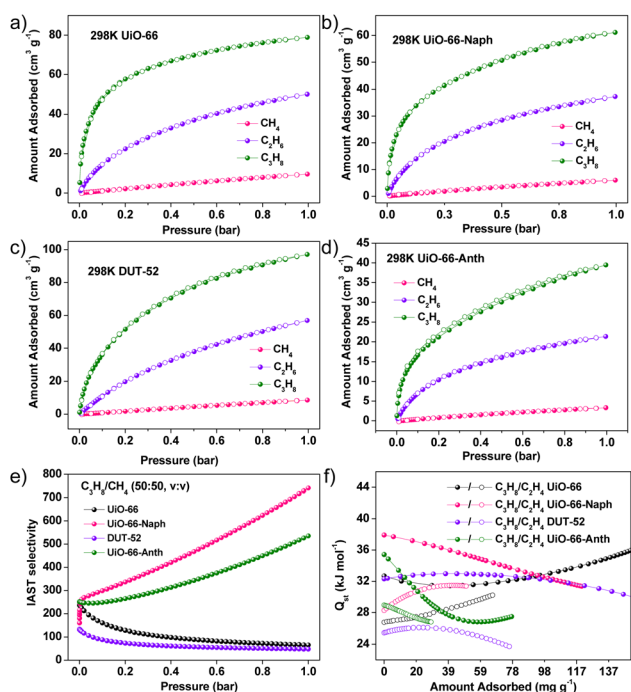 a)
298K UiO-66
Amount Adsorbed (cm³ g⁻¹)
80
60
40
20
0
CH₄
C₂H₆
C₃H₈
0.0 0.2 0.4 0.6 0.8 1.0
Pressure (bar)
b)
298K UiO-66-Naph
Amount Adsorbed (cm³ g⁻¹)
60
50
40
30
20
10
0
CH₄
C₂H₆
C₃H₈
0.0 0.3 0.5 0.8 1.0
Pressure (bar)
c)
298K DUT-52
Amount Adsorbed (cm³ g⁻¹)
100
80
60
40
20
0
CH₄
C₂H₆
C₃H₈
0.0 0.2 0.4 0.6 0.8 1.0
Pressure (bar)
d)
298K UiO-66-Anth
Amount Adsorbed (cm³ g⁻¹)
45
40
35
30
25
20
15
10
5
0
CH₄
C₂H₆
C₃H₈
0.0 0.2 0.4 0.6 0.8 1.0
Pressure (bar)
e)
C₃H₈/CH₄ (50:50, v:v)
UiO-66
UiO-66-Naph
DUT-52
UiO-66-Anth
IAST selectivity
800
700
600
500
400
300
200
100
0
0.0 0.2 0.4 0.6 0.8 1.0
Pressure (bar)
f)
/ C₃H₈/C₂H₄ UiO-66
/ C₃H₈/C₂H₄ UiO-66-Naph
/ C₃H₈/C₂H₄ DUT-52
/ C₃H₈/C₂H₄ UiO-66-Anth
Qst (kJ mol⁻¹)
44
40
36
32
28
24
0 20 39 59 78 98 117 137
Amount Adsorbed (mg g⁻¹)